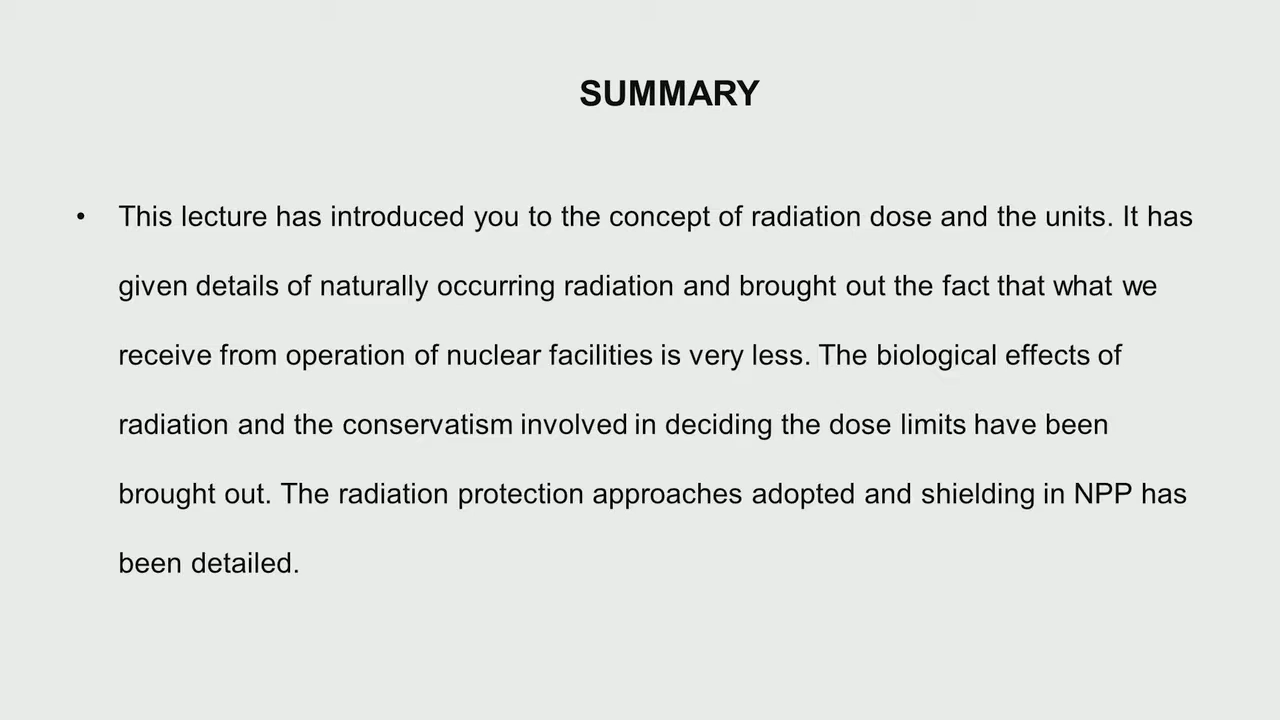 SUMMARY
• This lecture has introduced you to the concept of radiation dose and the units. It has
given details of naturally occurring radiation and brought out the fact that what we
receive from operation of nuclear facilities is very less. The biological effects of
radiation and the conservatism involved in deciding the dose limits have been
brought out. The radiation protection approaches adopted and shielding in NPP has
been detailed.